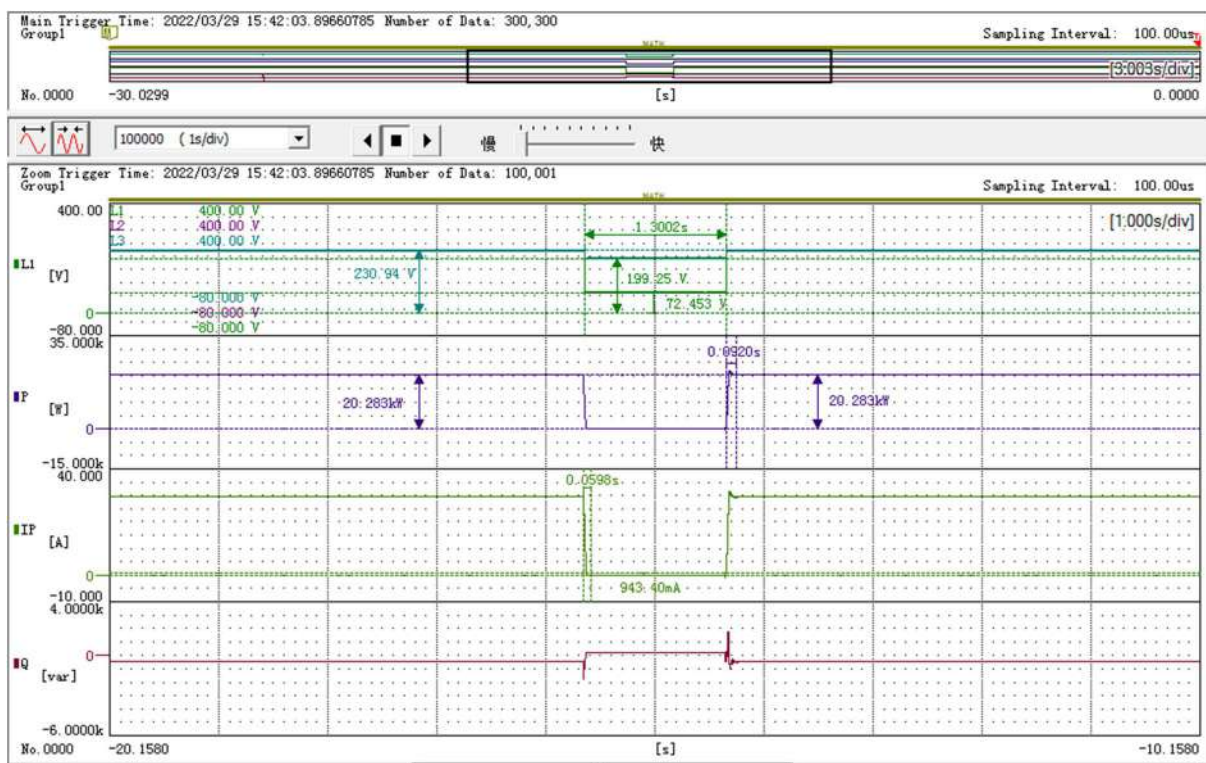 Main Trigger Time: 2022/03/29 15:42:03.89660785 Number of Data: 300,300
Group1
Sampling Interval: 100.00us
MATH
[3.003s/div]
No.0000 -30.0299 [s] 0.0000
100000 ( 1s/div)
慢 快
Zoom Trigger Time: 2022/03/29 15:42:03.89660785 Number of Data: 100,001
Group1
Sampling Interval: 100.00us
MATH
400.00 L1 400.00 V
L2 400.00 V
L3 400.00 V
[1.000s/div]
1.3002s
L1
[V]
230.94 V
199.25 V
72.453 V
-80.000 V
-80.000 V
-80.000 V
0
-80.000
35.000k
0.0920s
P
[W]
20.283kW
20.283kW
0
-15.000k
40.000
0.0598s
IP
[A]
0
943.40mA
-10.000
4.0000k
0
Q
[var]
-6.0000k
No.0000 -20.1580 [s] -10.1580